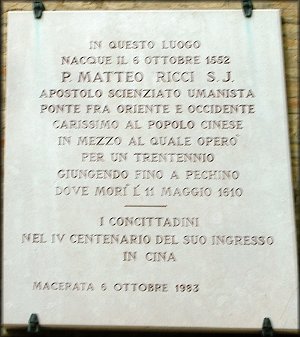 IN QUESTO LUOGO
NACQUE IL 6 OTTOBRE 1552
P. MATTEO RICCI S. J.
APOSTOLO SCIENZIATO UMANISTA
PONTE FRA ORIENTE E OCCIDENTE
CARISSIMO AL POPOLO CINESE
IN MEZZO AL QUALE OPERÒ
PER UN TRENTENNIO
GIUNGENDO FINO A PECHINO
DOVE MORÌ L' 11 MAGGIO 1610
I CONCITTADINI
NEL IV CENTENARIO DEL SUO INGRESSO
IN CINA
MACERATA 6 OTTOBRE 1983